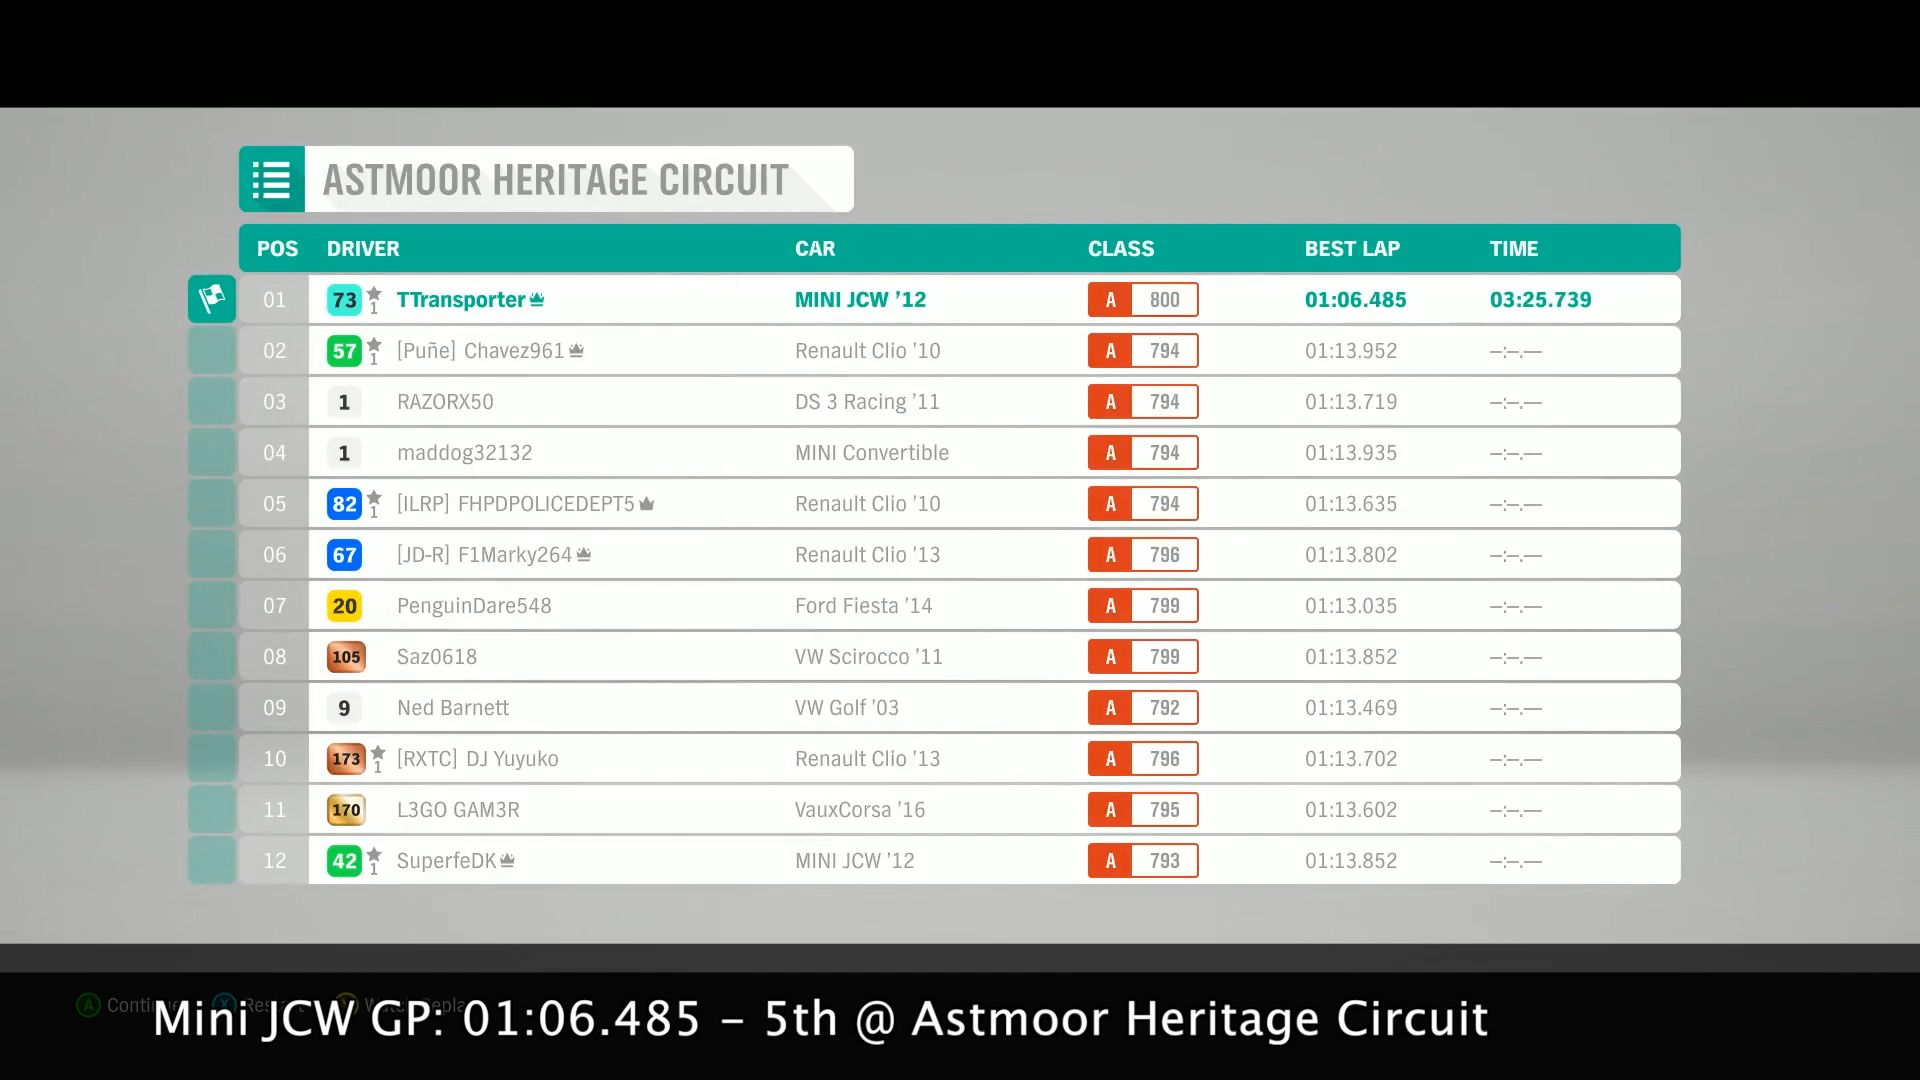 ASTMOOR HERITAGE CIRCUIT
POS DRIVER CAR CLASS BEST LAP TIME
01 73 1 TTransporter MINI JCW ’12 A 800 01:06.485 03:25.739
02 57 1 [Puñe] Chavez961 Renault Clio ’10 A 794 01:13.952 –:–.––
03 1 RAZORX50 DS 3 Racing ’11 A 794 01:13.719 –:–.––
04 1 maddog32132 MINI Convertible A 794 01:13.935 –:–.––
05 82 1 [ILRP] FHPDPOLICEDEPT5 Renault Clio ’10 A 794 01:13.635 –:–.––
06 67 [JD-R] F1Marky264 Renault Clio ’13 A 796 01:13.802 –:–.––
07 20 PenguinDare548 Ford Fiesta ’14 A 799 01:13.035 –:–.––
08 105 Saz0618 VW Scirocco ’11 A 799 01:13.852 –:–.––
09 9 Ned Barnett VW Golf ’03 A 792 01:13.469 –:–.––
10 173 1 [RXTC] DJ Yuyuko Renault Clio ’13 A 796 01:13.702 –:–.––
11 170 L3GO GAM3R VauxCorsa ’16 A 795 01:13.602 –:–.––
12 42 1 SuperfeDK MINI JCW ’12 A 793 01:13.852 –:–.––
A X Y
Mini JCW GP: 01:06.485 – 5th @ Astmoor Heritage Circuit